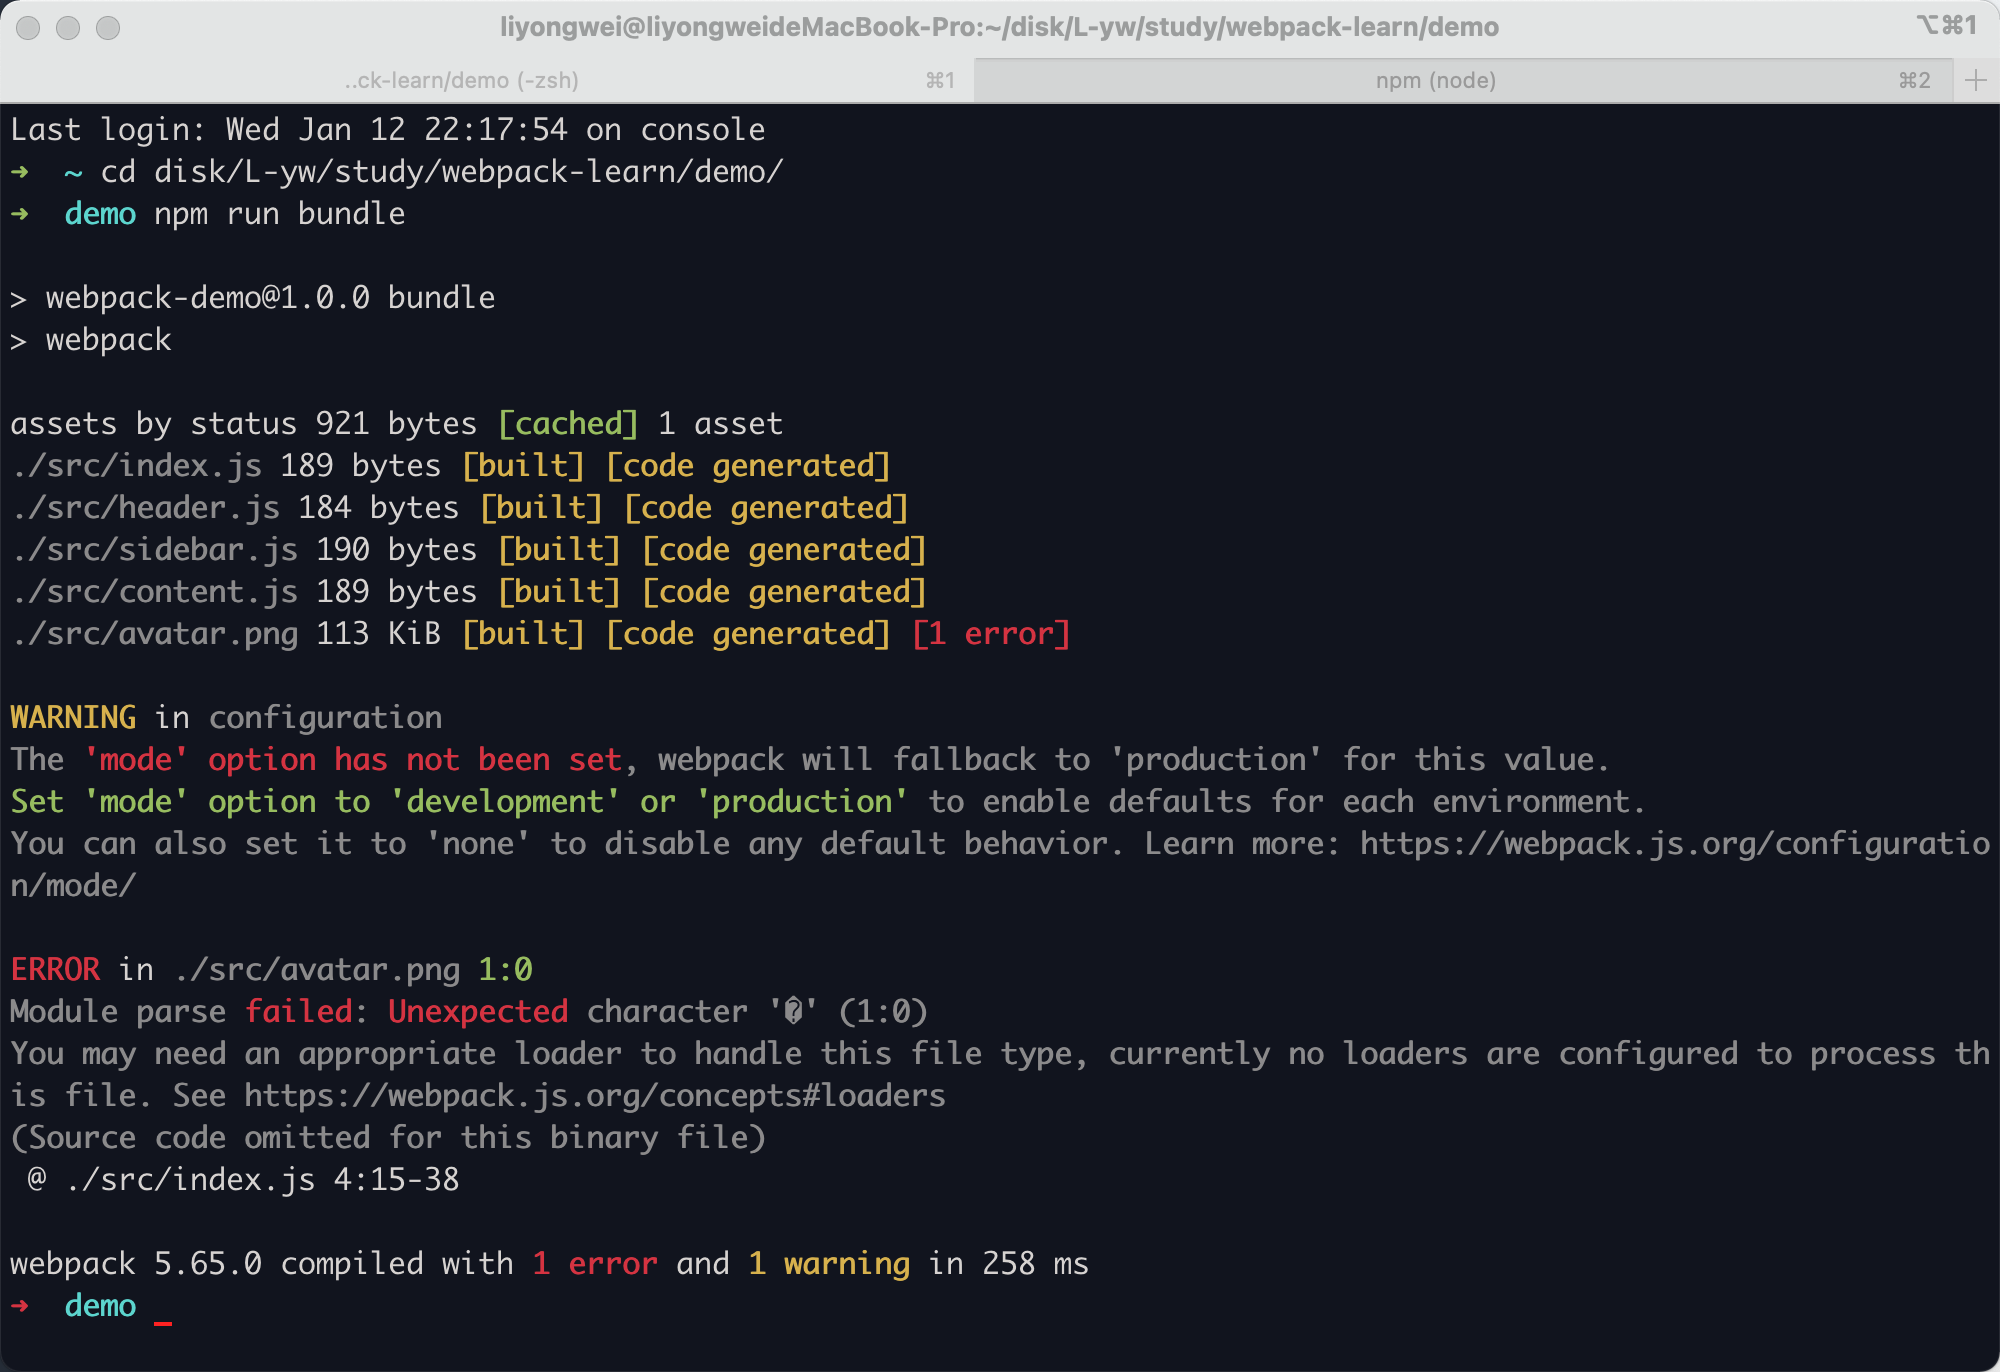 liyongwei@liyongweideMacBook-Pro:~/disk/L-yw/study/webpack-learn/demo ⌥⌘1
..ck-learn/demo (-zsh) ⌘1 npm (node) ⌘2 +
Last login: Wed Jan 12 22:17:54 on console
➜  ~ cd disk/L-yw/study/webpack-learn/demo/
➜  demo npm run bundle
> webpack-demo@1.0.0 bundle
> webpack
assets by status 921 bytes [cached] 1 asset
./src/index.js 189 bytes [built] [code generated]
./src/header.js 184 bytes [built] [code generated]
./src/sidebar.js 190 bytes [built] [code generated]
./src/content.js 189 bytes [built] [code generated]
./src/avatar.png 113 KiB [built] [code generated] [1 error]
WARNING in configuration
The 'mode' option has not been set, webpack will fallback to 'production' for this value.
Set 'mode' option to 'development' or 'production' to enable defaults for each environment.
You can also set it to 'none' to disable any default behavior. Learn more: https://webpack.js.org/configuratio
n/mode/
ERROR in ./src/avatar.png 1:0
Module parse failed: Unexpected character '�' (1:0)
You may need an appropriate loader to handle this file type, currently no loaders are configured to process th
is file. See https://webpack.js.org/concepts#loaders
(Source code omitted for this binary file)
 @ ./src/index.js 4:15-38
webpack 5.65.0 compiled with 1 error and 1 warning in 258 ms
➜  demo _